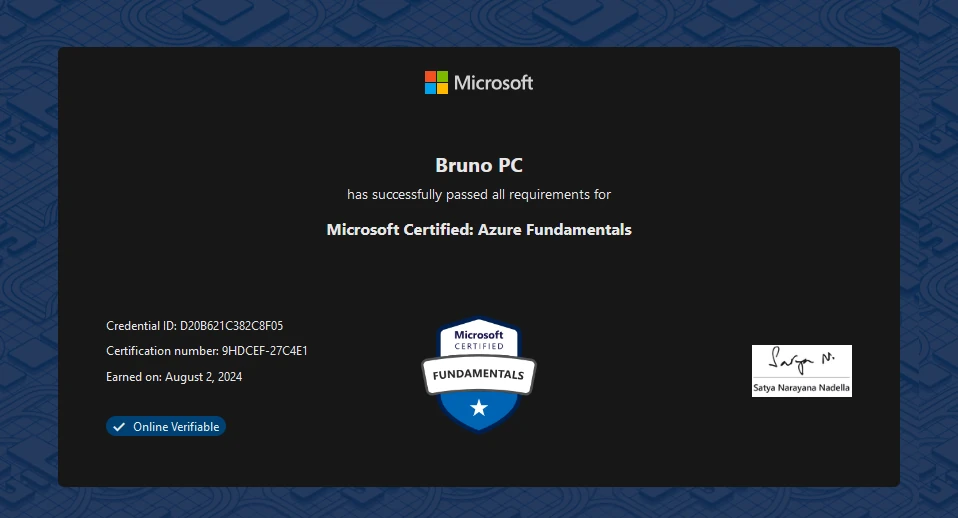 Microsoft
Bruno PC
has successfully passed all requirements for
Microsoft Certified: Azure Fundamentals
Credential ID: D20B621C382C8F05
Certification number: 9HDCEF-27C4E1
Earned on: August 2, 2024
Online Verifiable
Microsoft
CERTIFIED
FUNDAMENTALS
Satya N.
Satya Narayana Nadella